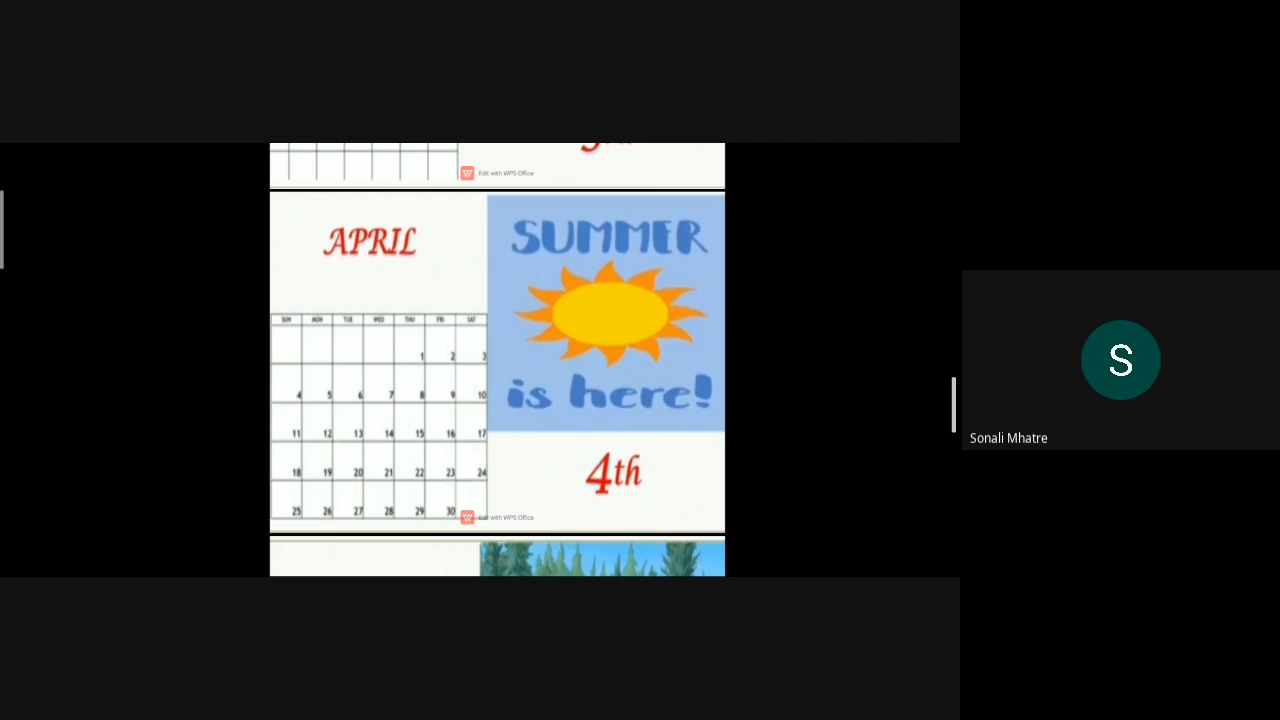 Edit with WPS Office
APRIL
SUN MON TUE WED THU FRI SAT
1 2 3
4 5 6 7 8 9 10
11 12 13 14 15 16 17
18 19 20 21 22 23 24
25 26 27 28 29 30
SUMMER
is here!
4th
Edit with WPS Office
S
Sonali Mhatre